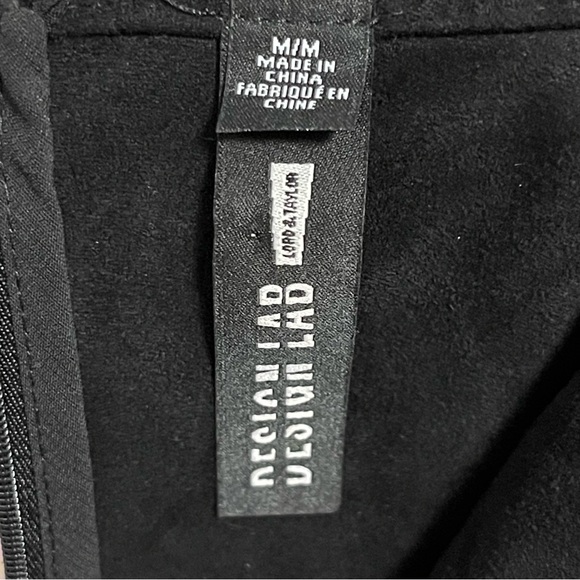 M/M
MADE IN
CHINA
FABRIQUÉ EN
CHINE
LORD & TAYLOR
DESIGN LAB
DESIGN LAB